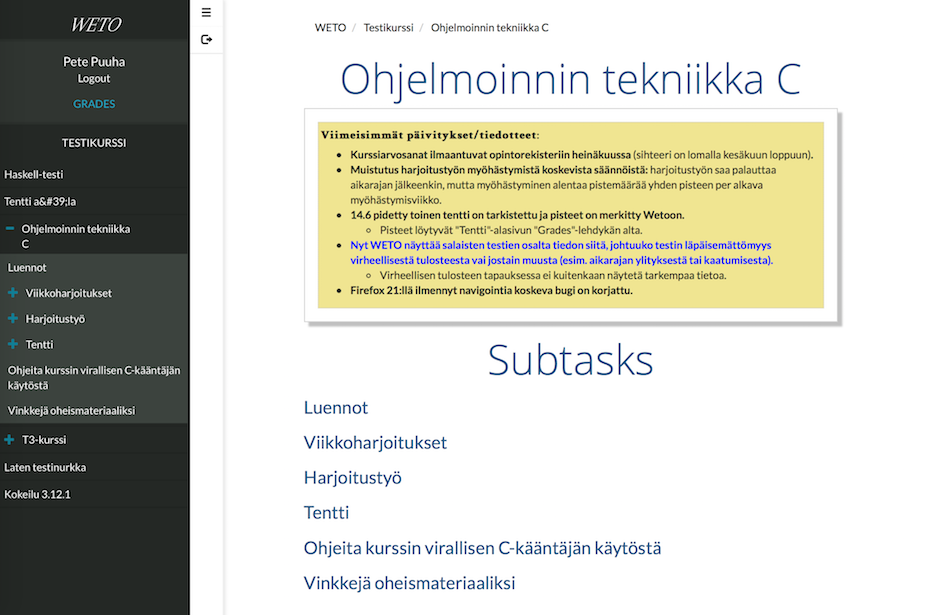 WETO
Pete Puuha
Logout
GRADES
TESTIKURSSI
Haskell-testi
Tentti a&#39;la
Ohjelmoinnin tekniikka
C
Luennot
Viikkoharjoitukset
Harjoitustyö
Tentti
Ohjeita kurssin virallisen C-kääntäjän
käytöstä
Vinkkejä oheismateriaaliksi
T3-kurssi
Laten testinurkka
Kokeilu 3.12.1
WETO / Testikurssi / Ohjelmoinnin tekniikka C
Ohjelmoinnin tekniikka C
Viimeisimmät päivitykset/tiedotteet:
Kurssiarvosanat ilmaantuvat opintorekisteriin heinäkuussa (sihteeri on lomalla kesäkuun loppuun).
Muistutus harjoitustyön myöhästymistä koskevista säännöistä: harjoitustyön saa palauttaa
aikarajan jälkeenkin, mutta myöhästyminen alentaa pistemäärää yhden pisteen per alkava
myöhästymisviikko.
14.6 pidetty toinen tentti on tarkistettu ja pisteet on merkitty Wetoon.
Pisteet löytyvät "Tentti"-alasivun "Grades"-lehdykän alta.
Nyt WETO näyttää salaisten testien osalta tiedon siitä, johtuuko testin läpäisemättömyys
virheellisestä tulosteesta vai jostain muusta (esim. aikarajan ylityksestä tai kaatumisesta).
Virheellisen tulosteen tapauksessa ei kuitenkaan näytetä tarkempaa tietoa.
Firefox 21:llä ilmennyt navigointia koskeva bugi on korjattu.
Subtasks
Luennot
Viikkoharjoitukset
Harjoitustyö
Tentti
Ohjeita kurssin virallisen C-kääntäjän käytöstä
Vinkkejä oheismateriaaliksi